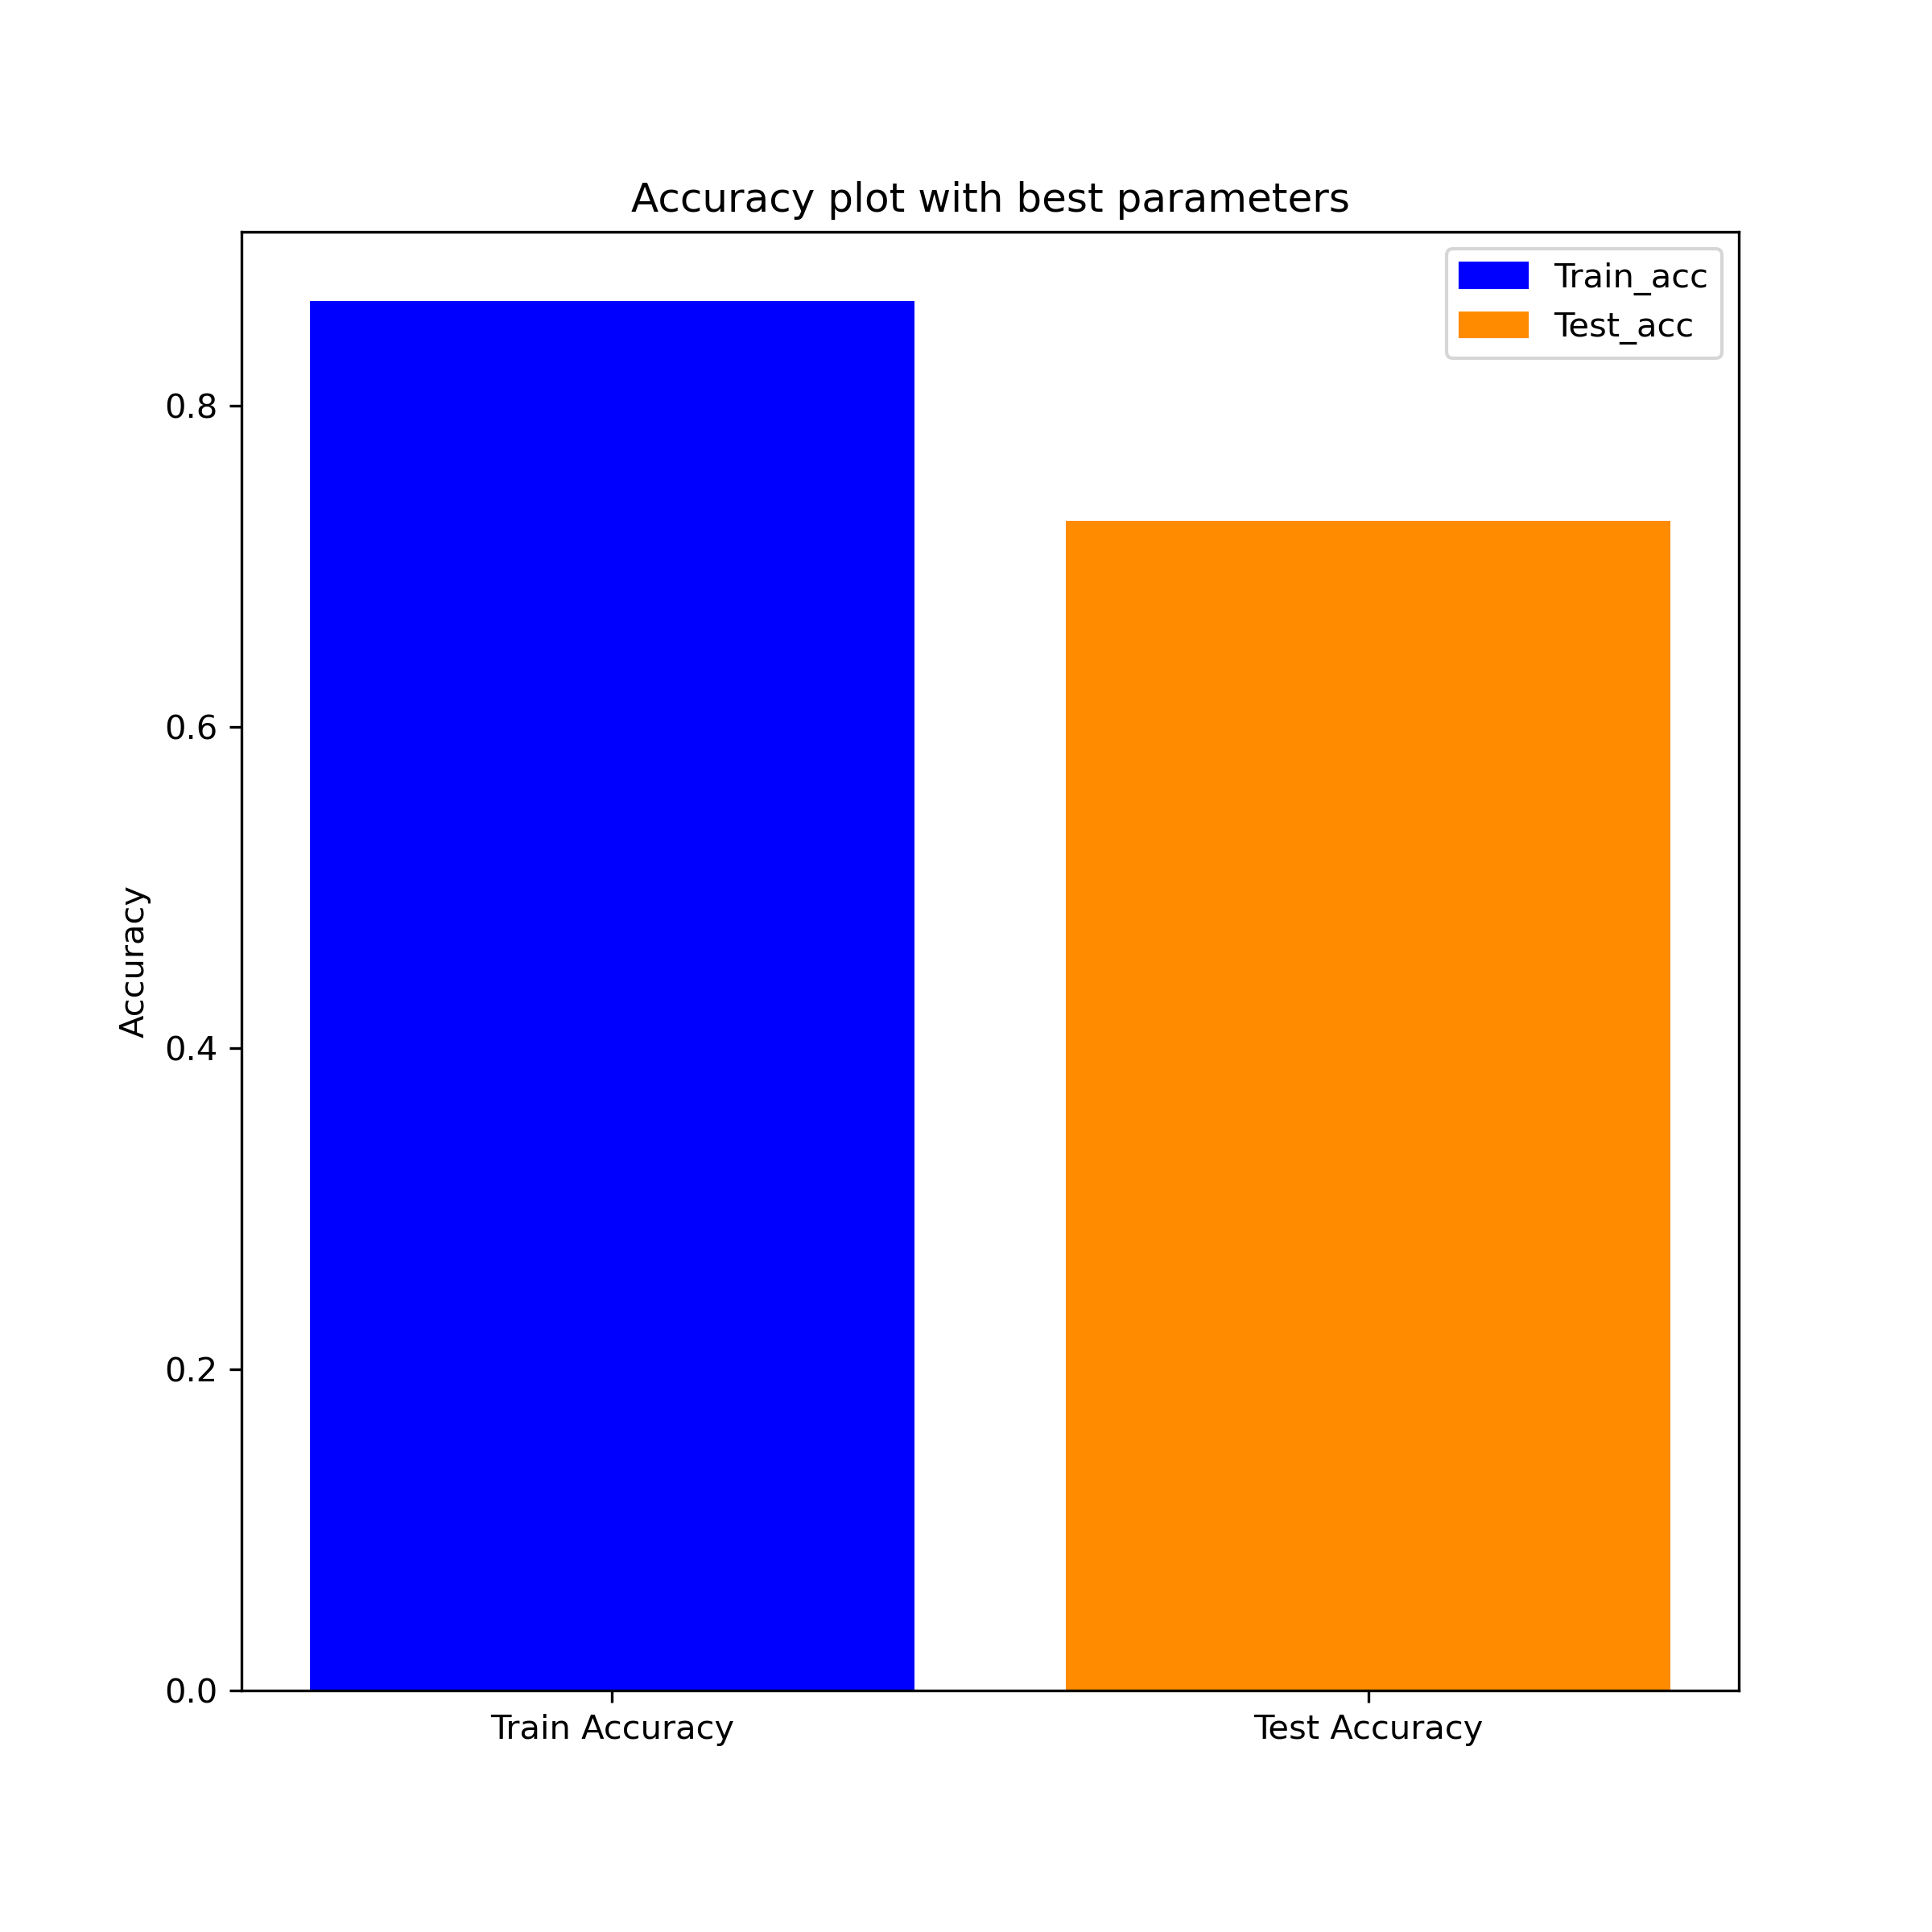 Accuracy plot with best parameters
Train_acc
Test_acc
0.8
0.6
0.4
0.2
0.0
Accuracy
Train Accuracy
Test Accuracy